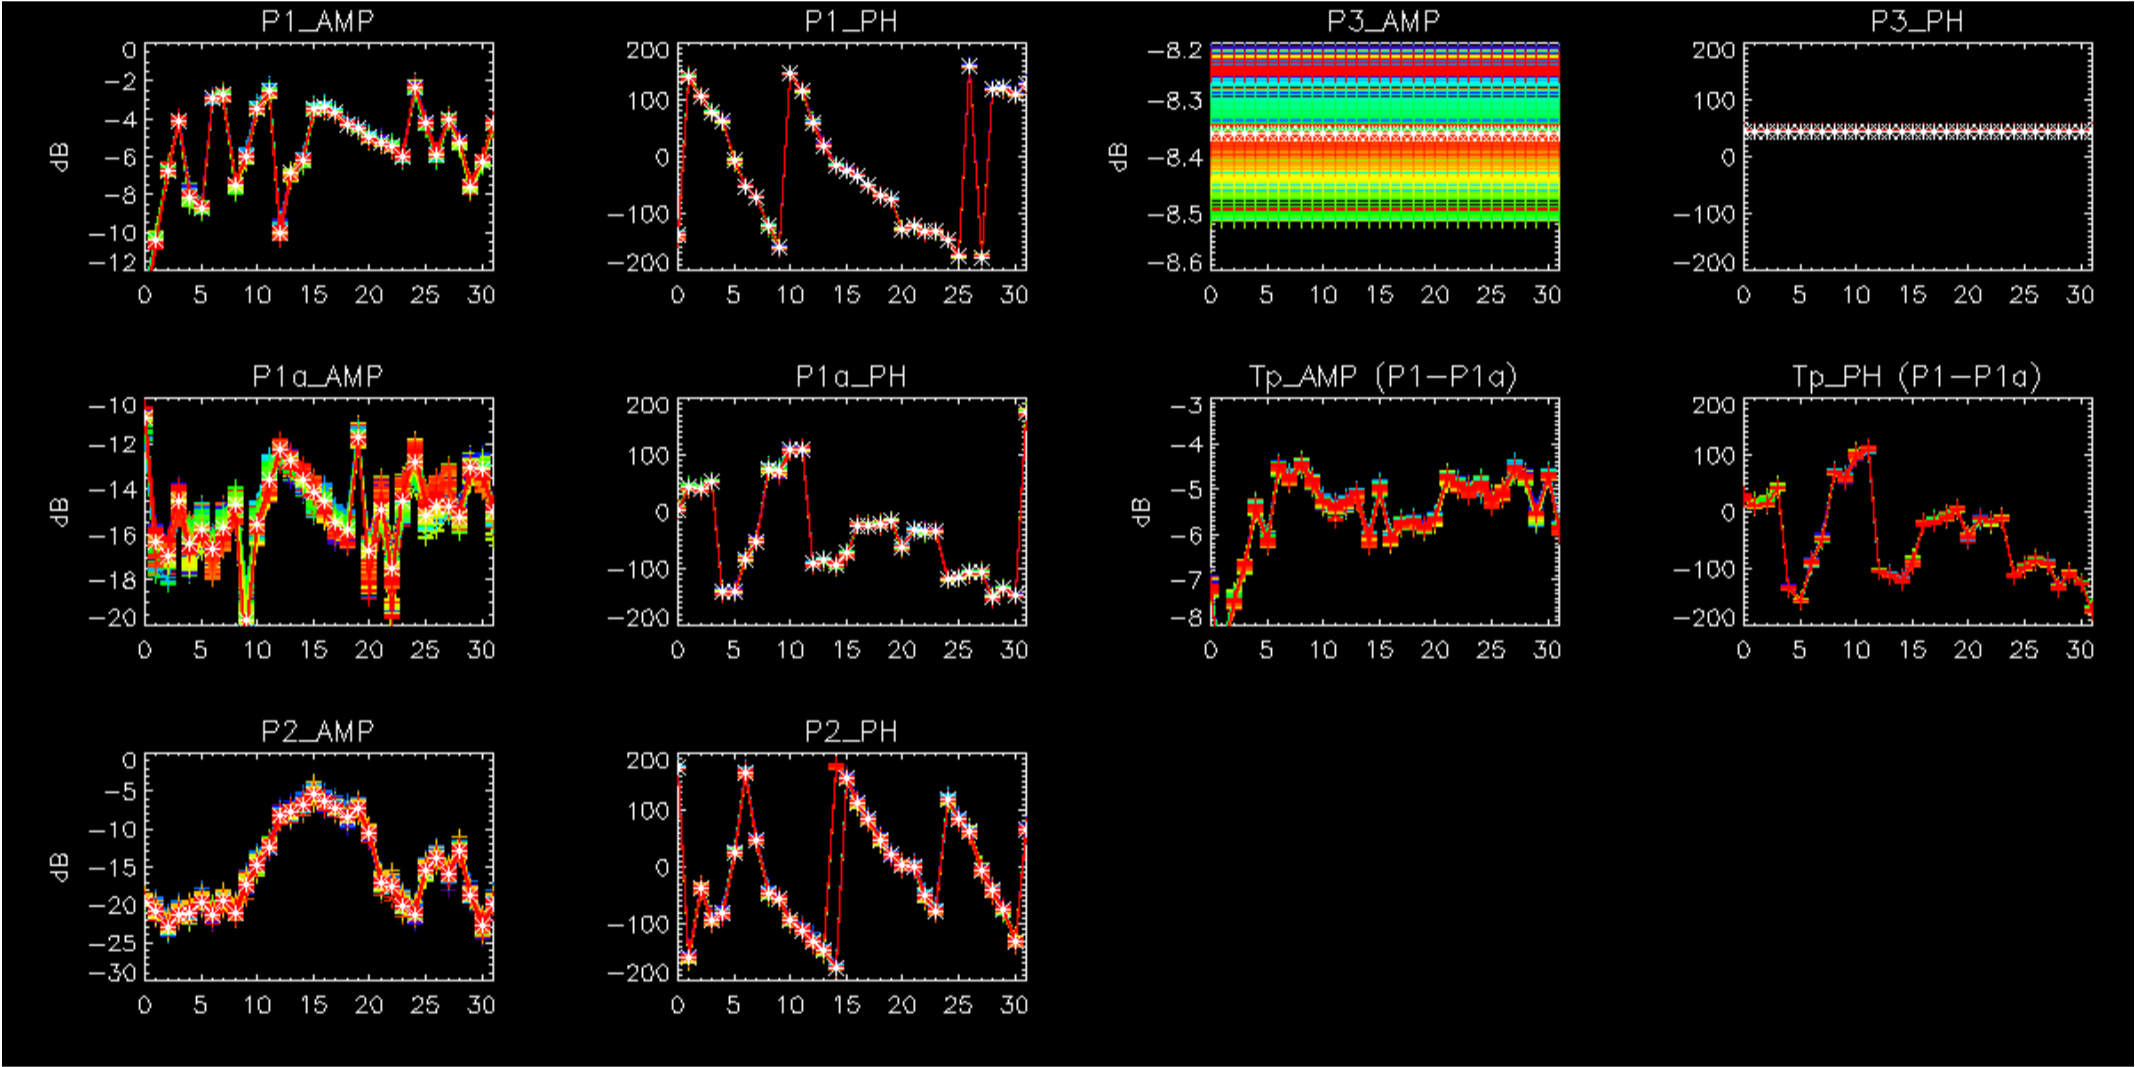 P1_AMP
P1_PH
P3_AMP
P3_PH
0
−2
−4
−6
−8
−10
−12
dB
0 5 10 15 20 25 30
200
100
0
−100
−200
0 5 10 15 20 25 30
−8.2
−8.3
−8.4
−8.5
−8.6
dB
0 5 10 15 20 25 30
200
100
0
−100
−200
0 5 10 15 20 25 30
P1a_AMP
P1a_PH
Tp_AMP (P1−P1a)
Tp_PH (P1−P1a)
−10
−12
−14
−16
−18
−20
dB
0 5 10 15 20 25 30
200
100
0
−100
−200
0 5 10 15 20 25 30
−3
−4
−5
−6
−7
−8
dB
0 5 10 15 20 25 30
200
100
0
−100
−200
0 5 10 15 20 25 30
P2_AMP
P2_PH
0
−5
−10
−15
−20
−25
−30
dB
0 5 10 15 20 25 30
200
100
0
−100
−200
0 5 10 15 20 25 30